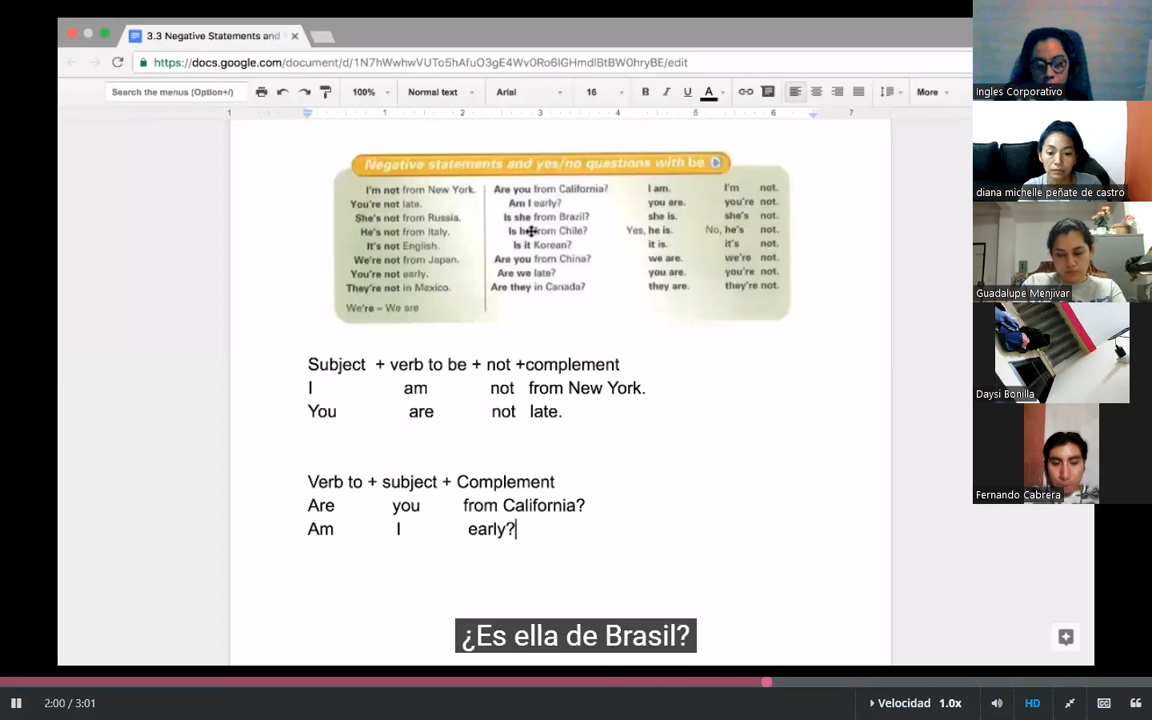 3.3 Negative Statements and
https://docs.google.com/document/d/1N7hWwhwVUTo5hAfuO3gE4Wv0Ro6lGHmdlBtBW0hryBE/edit
Search the menus (Option+/)
100%
Normal text
Arial
16
B I U A
More
1 1 2 3 4 5 6 7
Negative statements and yes/no questions with be
I'm not from New York. Are you from California? I am. I'm not.
You're not late. Am I early? you are. you're not.
She's not from Russia. Is she from Brazil? she is. she's not.
He's not from Italy. Is from Chile? Yes, he is. No, he's not.
It's not English. Is it Korean? it is. it's not.
We're not from Japan. Are you from China? we are. we're not.
You're not early. Are we late? you are. you're not.
They're not in Mexico. Are they in Canada? they are. they're not.
We're = We are
Subject + verb to be + not +complement
I am not from New York.
You are not late.
Verb to + subject + Complement
Are you from California?
Am I early?
¿Es ella de Brasil?
Ingles Corporativo
diana michelle peñate de castro
Guadalupe Menjivar
Daysi Bonilla
Fernando Cabrera
2:00 / 3:01
Velocidad 1.0x
HD